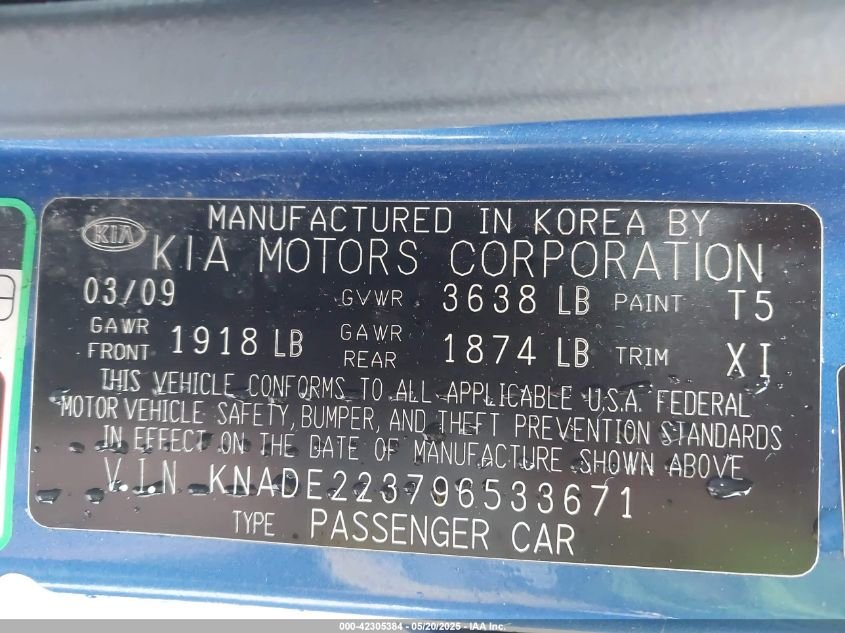 MANUFACTURED IN KOREA BY
KIA
KIA MOTORS CORPORATION
03/09 GVWR 3638 LB PAINT T5
GAWR FRONT 1918 LB GAWR REAR 1874 LB TRIM XI
THIS VEHICLE CONFORMS TO ALL APPLICABLE U.S.A. FEDERAL
MOTOR VEHICLE SAFETY, BUMPER, AND THEFT PREVENTION STANDARDS
IN EFFECT ON THE DATE OF MANUFACTURE SHOWN ABOVE
V.I.N KNADE223796533671
TYPE PASSENGER CAR
000-42305384 - 05/20/2025 - IAA Inc.